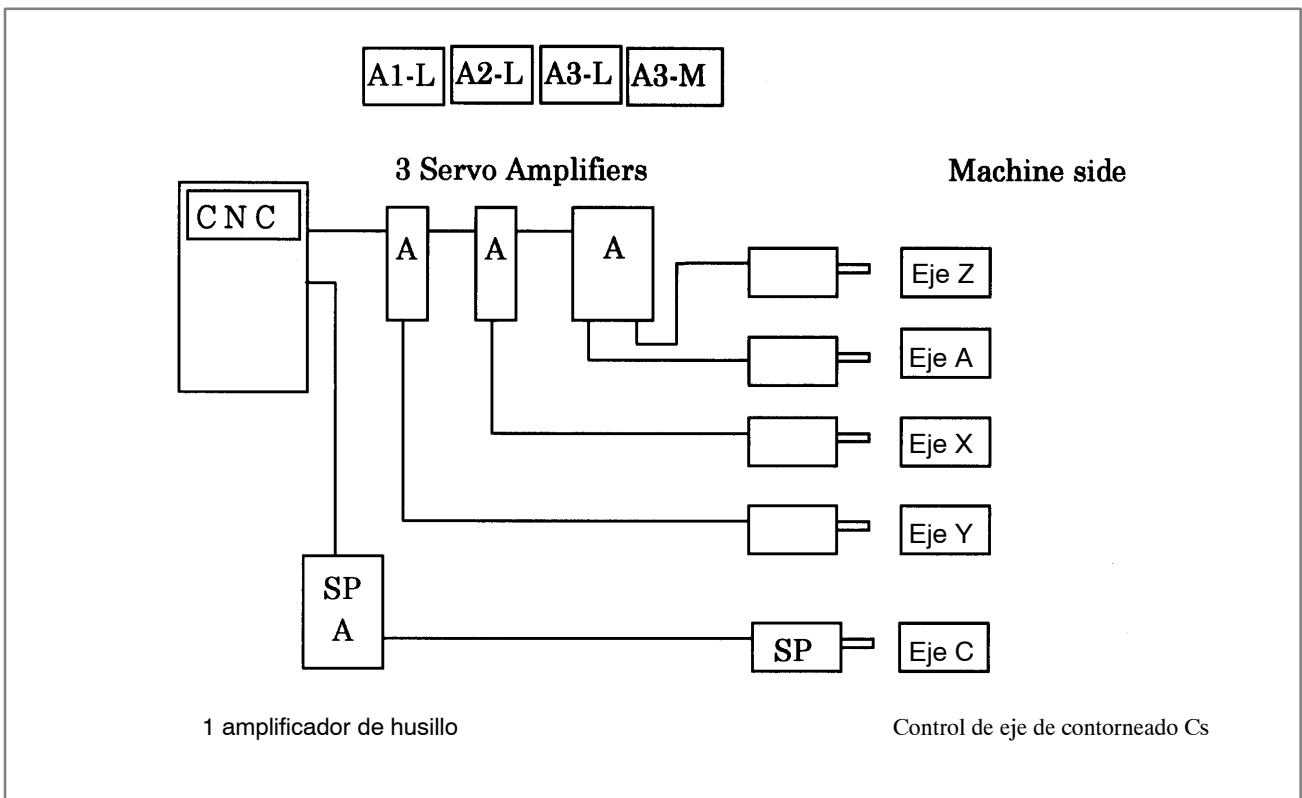 A1-L A2-L A3-L A3-M
3 Servo Amplifiers Machine side
CNC
A A A
Eje Z
Eje A
Eje X
Eje Y
SP
A
SP Eje C
1 amplificador de husillo Control de eje de contorneado Cs